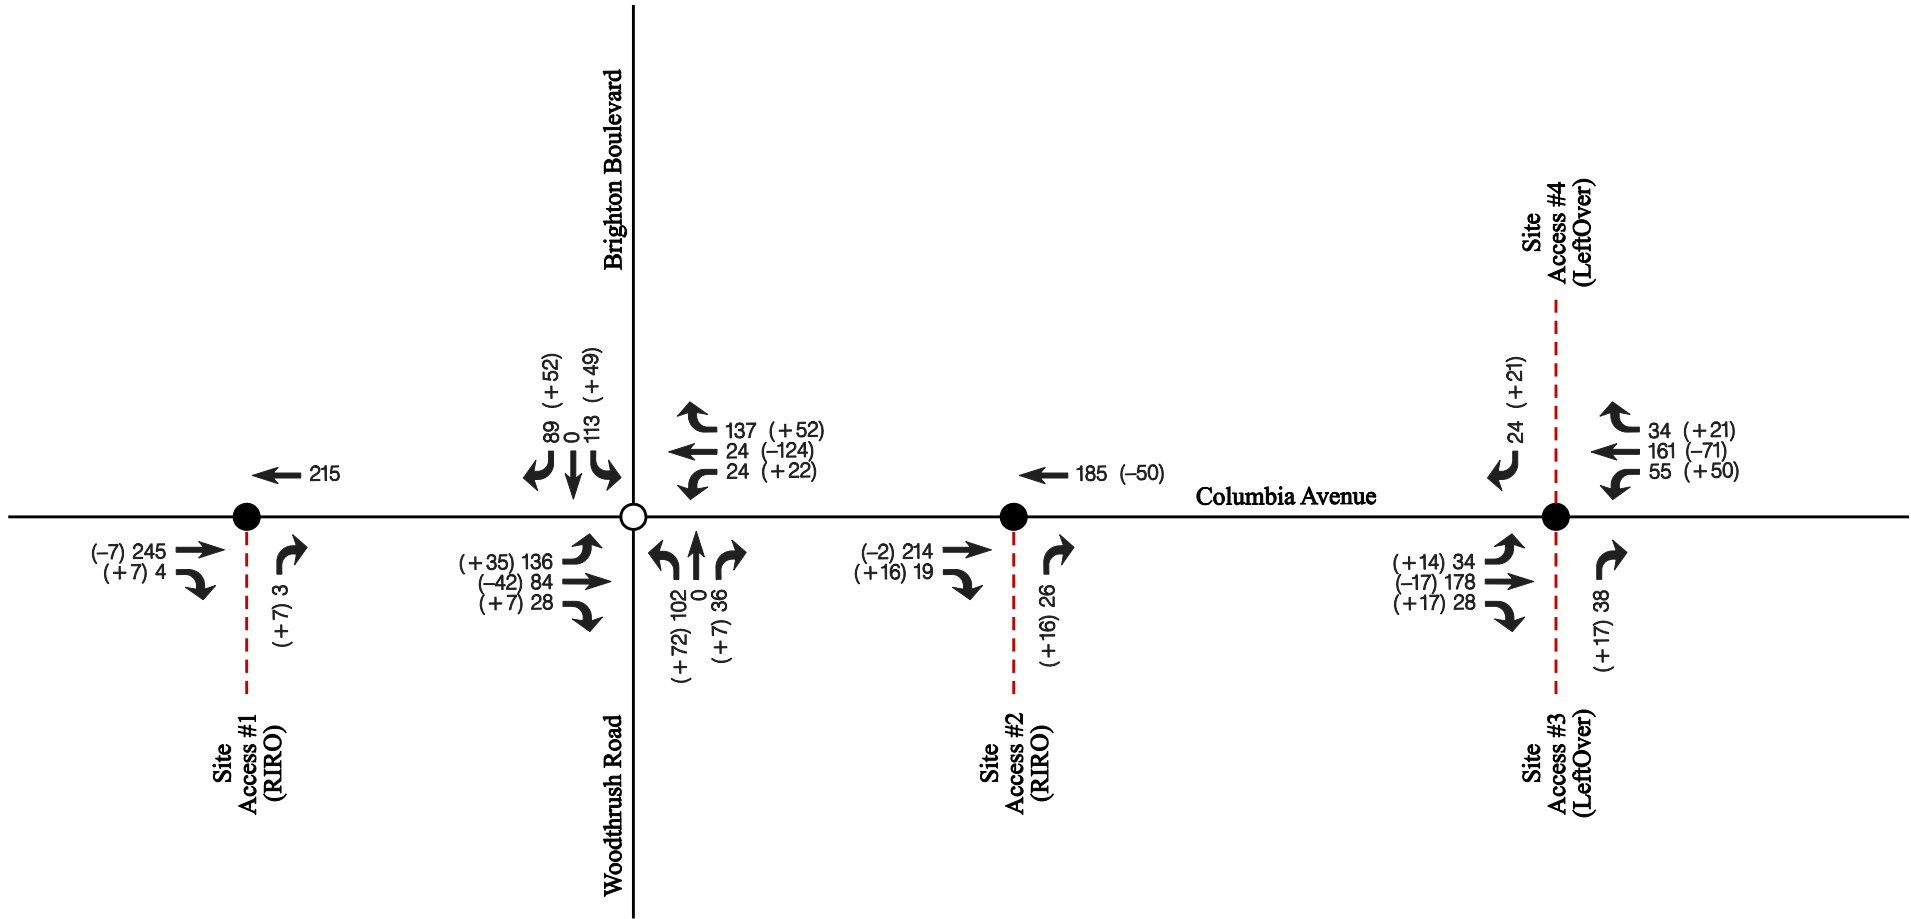 Brighton Boulevard
Site
Access #4
(LeftOver)
89 (+52)
0
113 (+49)
137 (+52)
24 (–124)
24 (+22)
24 (+21)
34 (+21)
161 (–71)
55 (+50)
215
185 (–50)
Columbia Avenue
(–7) 245
(+7) 4
(+7) 3
(+35) 136
(–42) 84
(+7) 28
(+72) 102
0
(+7) 36
(–2) 214
(+16) 19
(+16) 26
(+14) 34
(–17) 178
(+17) 28
(+17) 38
Site
Access #1
(RIRO)
Woodthrush Road
Site
Access #2
(RIRO)
Site
Access #3
(LeftOver)